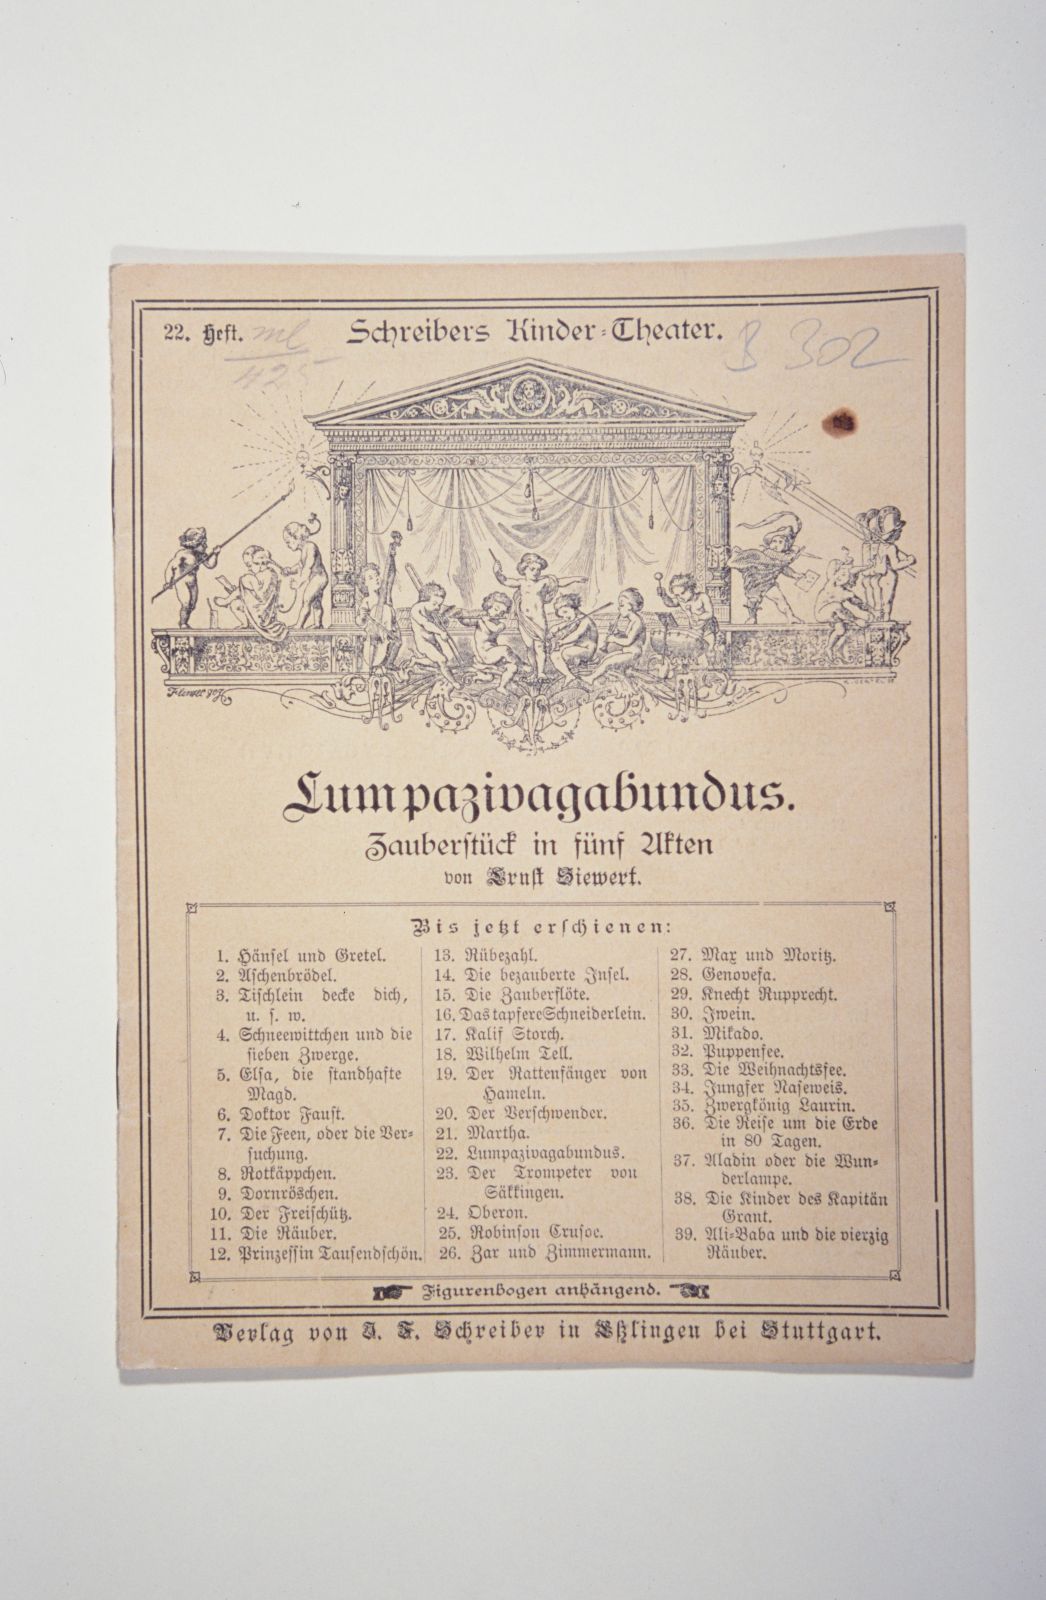 22. Heft.
Schreibers Kinder-Theater.
B 302
ml
425
Lumpazivagabundus.
Zauberstück in fünf Akten
von Ernst Siewert.
Bis jetzt erschienen:
1. Hänsel und Gretel.
2. Aschenbrödel.
3. Tischlein decke dich,
u. s. w.
4. Schneewittchen und die
sieben Zwerge.
5. Elsa, die standhafte
Magd.
6. Doktor Faust.
7. Die Feen, oder die Ver-
suchung.
8. Rotkäppchen.
9. Dornröschen.
10. Der Freischütz.
11. Die Räuber.
12. Prinzessin Tausendschön.
13. Rübezahl.
14. Die bezauberte Insel.
15. Die Zauberflöte.
16. Das tapfere Schneiderlein.
17. Kalif Storch.
18. Wilhelm Tell.
19. Der Rattenfänger von
Hameln.
20. Der Verschwender.
21. Martha.
22. Lumpazivagabundus.
23. Der Trompeter von
Säkkingen.
24. Oberon.
25. Robinson Crusoe.
26. Zar und Zimmermann.
27. Max und Moritz.
28. Genovefa.
29. Knecht Rupprecht.
30. Iwein.
31. Mikado.
32. Puppenfee.
33. Die Weihnachtsfee.
34. Jungfer Naseweis.
35. Zwergkönig Laurin.
36. Die Reise um die Erde
in 80 Tagen.
37. Aladin oder die Wun-
derlampe.
38. Die Kinder des Kapitän
Grant.
39. Ali-Baba und die vierzig
Räuber.
Figurenbogen anhängend.
Verlag von J. F. Schreiber in Eßlingen bei Stuttgart.